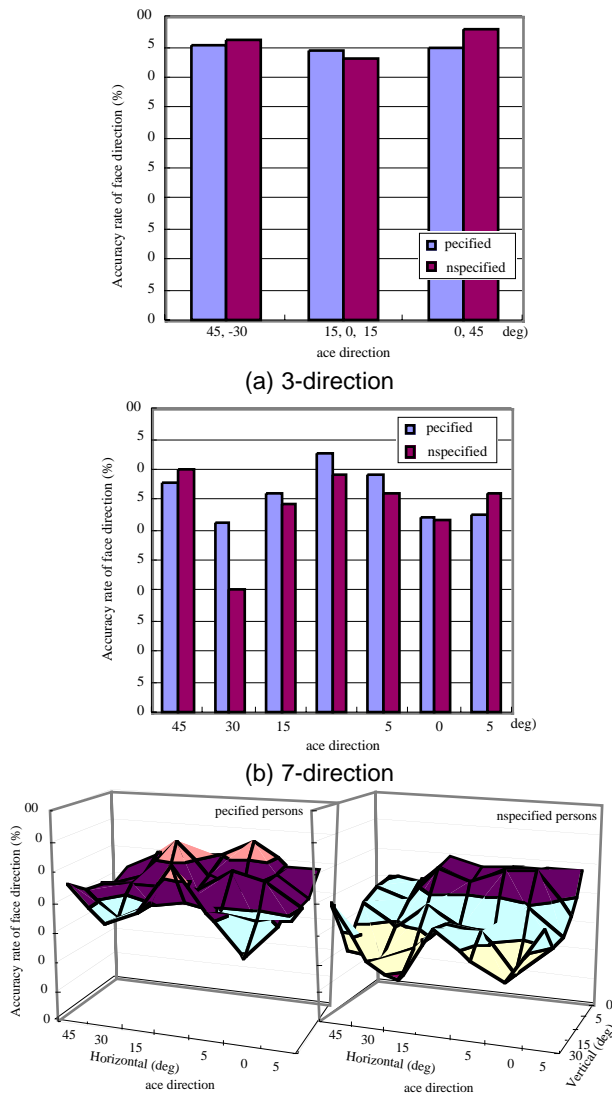 00
5
0
5
0
5
0
5
0
5
0
Accuracy rate of face direction (%)
pecified
nspecified
45, -30
15, 0, 15
0, 45
deg)
ace direction
(a) 3-direction
00
5
0
5
0
5
0
5
0
5
0
Accuracy rate of face direction (%)
pecified
nspecified
45
30
15
5
0
5
deg)
ace direction
(b) 7-direction
00
0
0
0
0
0
0
0
Accuracy rate of face direction (%)
pecified persons
nspecified persons
45
30
15
5
0
5
Horizontal (deg)
ace direction
45
30
15
5
0
5
Horizontal (deg)
ace direction
0
5
15
30
Vertical (deg)